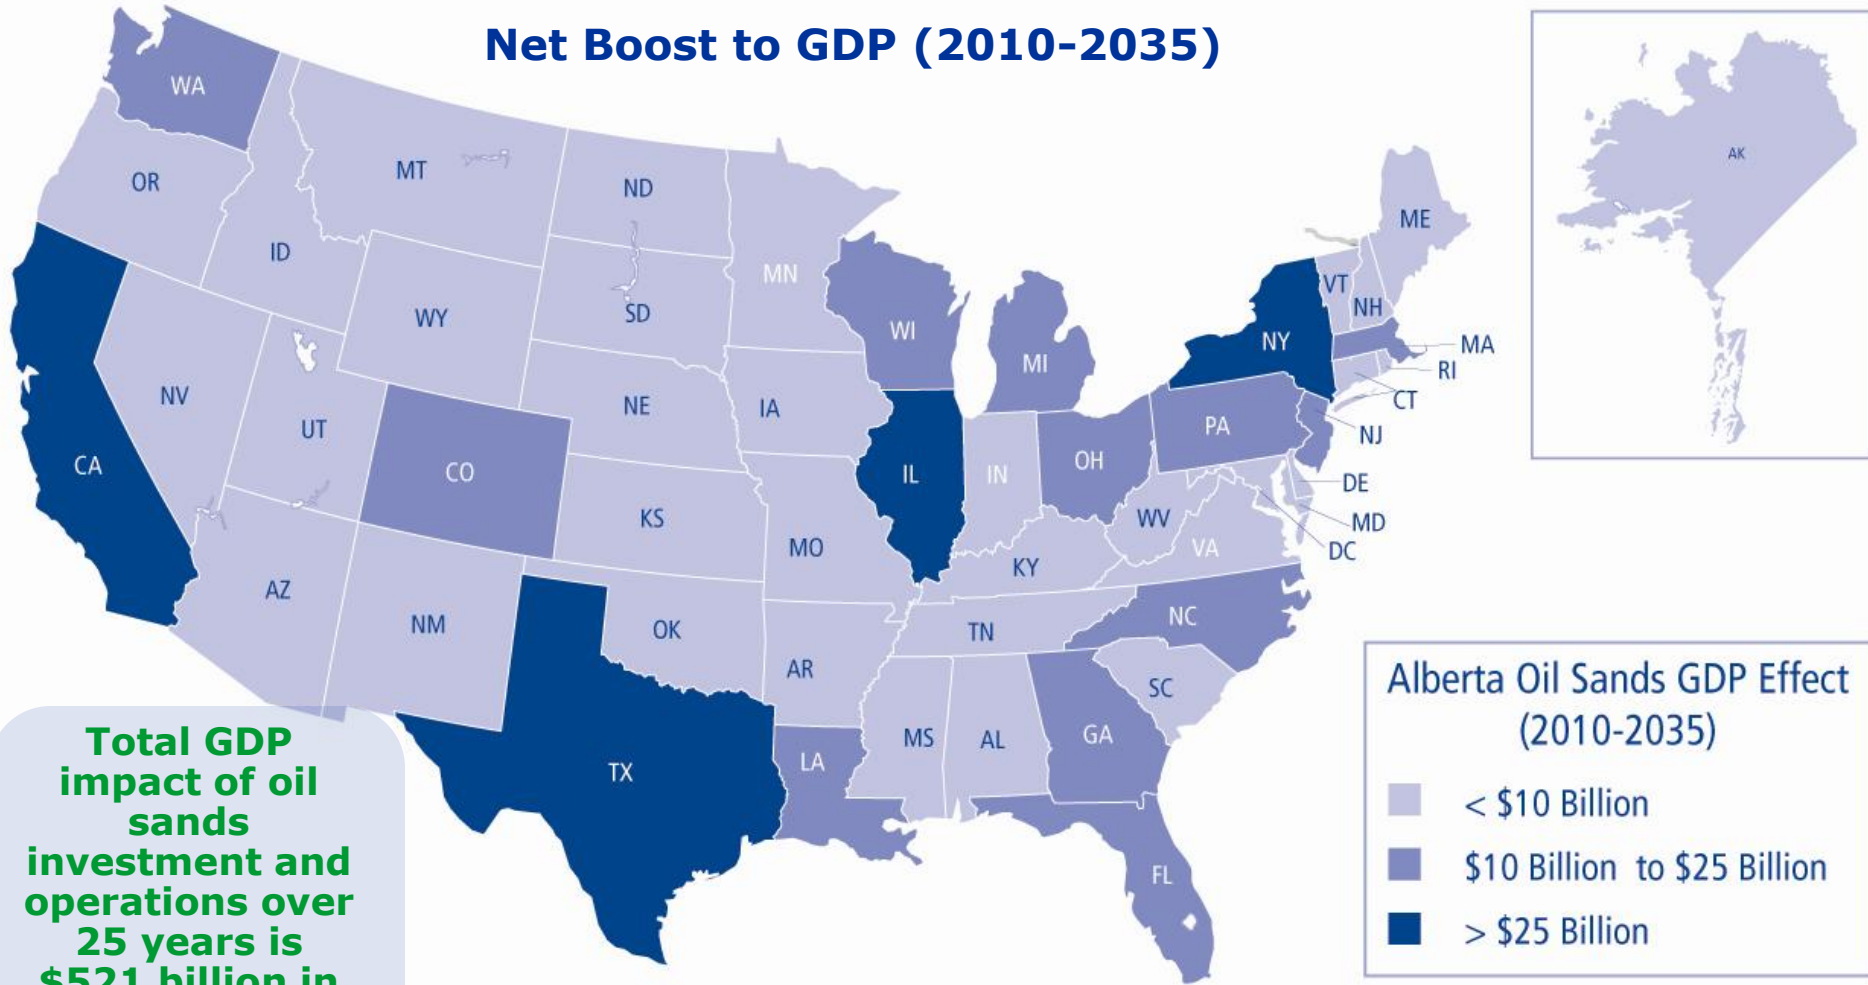 Net Boost to GDP (2010-2035)
WA
OR
MT
ID
ND
MN
WY
SD
WI
MI
NY
VT
NH
ME
MA
RI
CT
NJ
NV
UT
CA
CO
NE
IA
IL
IN
OH
PA
DE
MD
DC
KS
MO
KY
WV
VA
AZ
NM
OK
AR
TN
NC
SC
MS
AL
GA
LA
TX
FL
AK
Total GDP
impact of oil
sands
investment and
operations over
25 years is
$521 billion in
Alberta Oil Sands GDP Effect
(2010-2035)
< $10 Billion
$10 Billion to $25 Billion
> $25 Billion